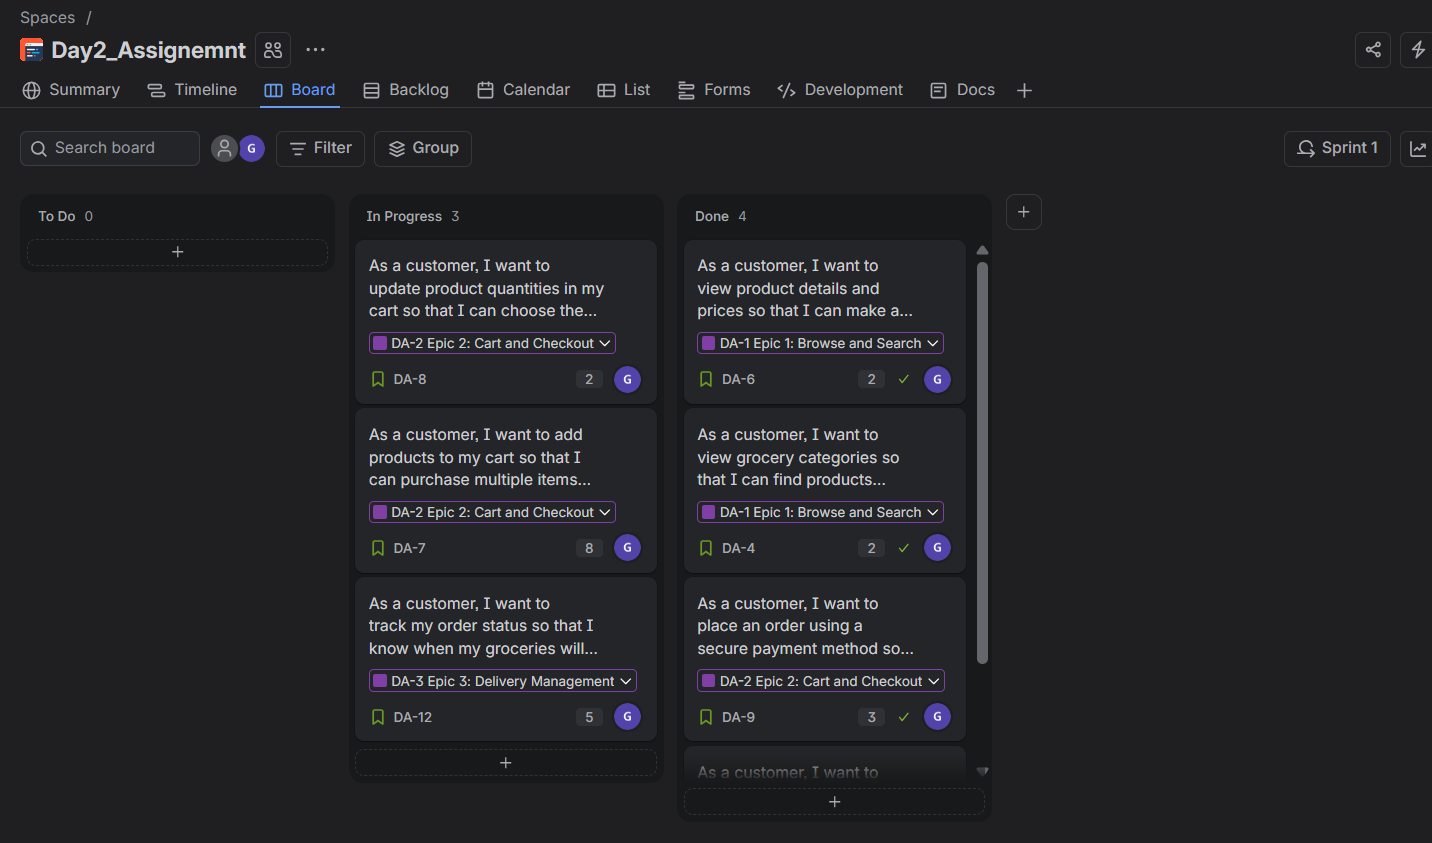 Spaces /
Day2_Assignemnt
Summary Timeline Board Backlog Calendar List Forms Development Docs
Search board G Filter Group Sprint 1
To Do 0
In Progress 3
As a customer, I want to
update product quantities in my
cart so that I can choose the...
DA-2 Epic 2: Cart and Checkout
DA-8 2 G
As a customer, I want to add
products to my cart so that I
can purchase multiple items...
DA-2 Epic 2: Cart and Checkout
DA-7 8 G
As a customer, I want to
track my order status so that I
know when my groceries will...
DA-3 Epic 3: Delivery Management
DA-12 5 G
Done 4
As a customer, I want to
view product details and
prices so that I can make a...
DA-1 Epic 1: Browse and Search
DA-6 2 G
As a customer, I want to
view grocery categories so
that I can find products...
DA-1 Epic 1: Browse and Search
DA-4 2 G
As a customer, I want to
place an order using a
secure payment method so...
DA-2 Epic 2: Cart and Checkout
DA-9 3 G
As a customer, I want to